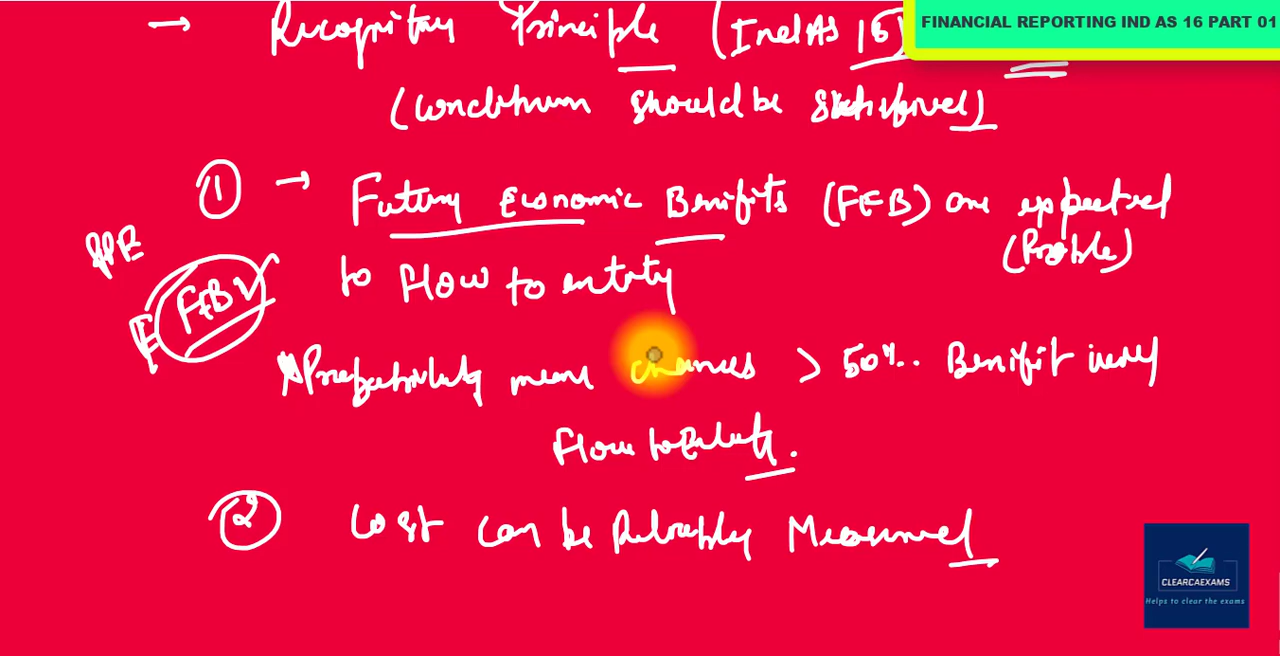 FINANCIAL REPORTING IND AS 16 PART 01
→ Recognition Principle (Ind AS 16)
(Condition should be satisfied)
① → Future Economic Benifits (FEB) are expected
(Probable)
PPE
FEB ✓
to flow to entity
Probability means chances > 50%. Benifit will
flow to Entity.
② Cost can be Reliably Measured
CLEARCAEXAMS
Helps to clear the exams